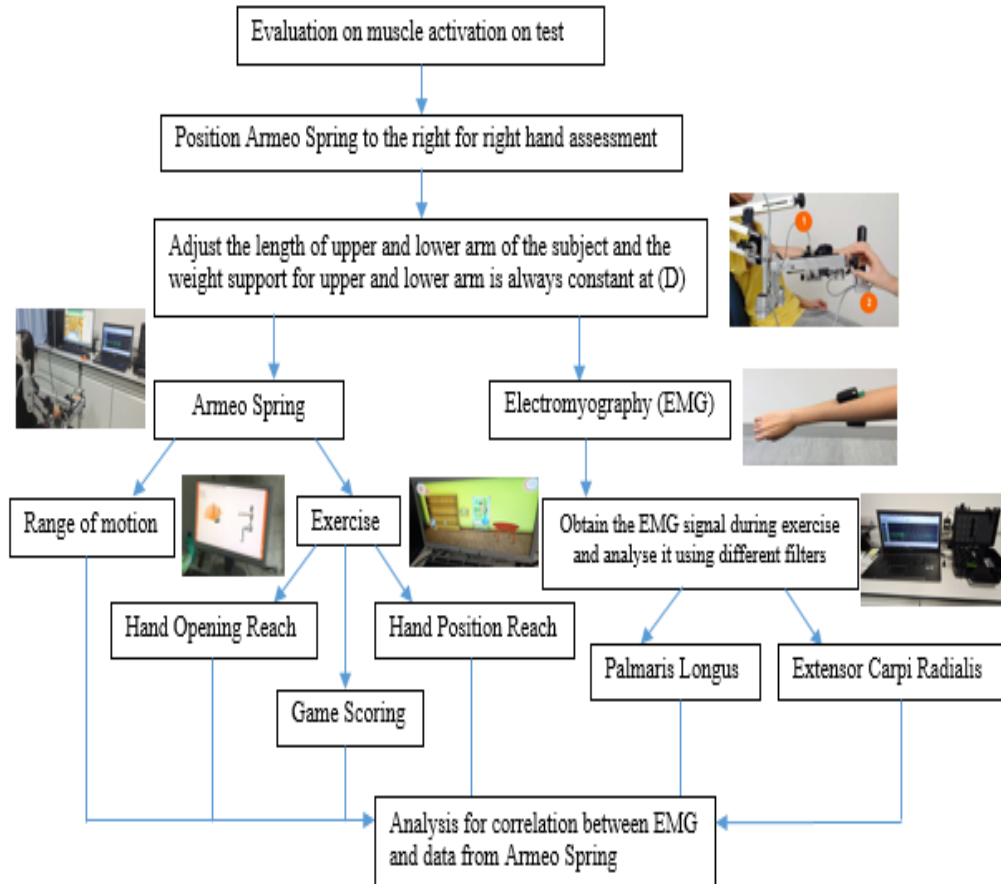 Evaluation on muscle activation on test
Position Armeo Spring to the right for right hand assessment
Adjust the length of upper and lower arm of the subject and the
weight support for upper and lower arm is always constant at (D)
1
2
Armeo Spring
Electromyography (EMG)
Range of motion
Exercise
Obtain the EMG signal during exercise
and analyse it using different filters
Hand Opening Reach
Hand Position Reach
Palmaris Longus
Extensor Carpi Radialis
Game Scoring
Analysis for correlation between EMG
and data from Armeo Spring